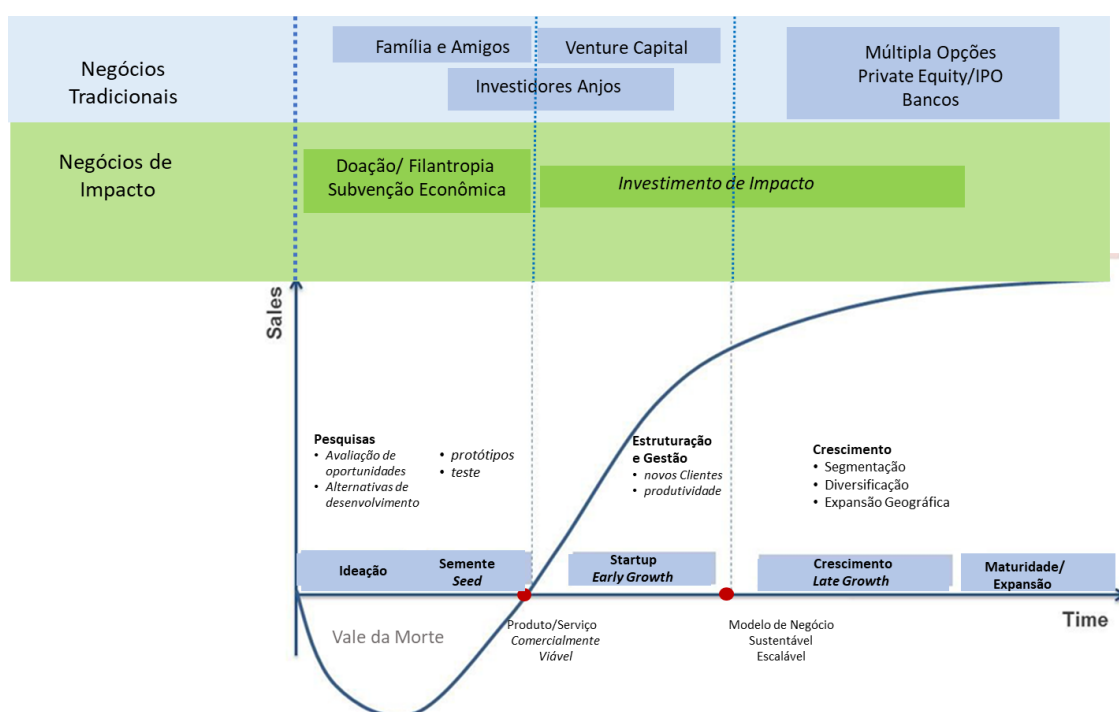 Negócios
Tradicionais
Família e Amigos
Venture Capital
Investidores Anjos
Múltipla Opções
Private Equity/IPO
Bancos
Negócios de
Impacto
Doação/ Filantropia
Subvenção Econômica
Investimento de Impacto
Sales
Pesquisas
• Avaliação de
oportunidades
• Alternativas de
desenvolvimento
• protótipos
• teste
Estruturação
e Gestão
• novos Clientes
• produtividade
Crescimento
• Segmentação
• Diversificação
• Expansão Geográfica
Ideação
Semente
Seed
Startup
Early Growth
Crescimento
Late Growth
Maturidade/
Expansão
Time
Vale da Morte
Produto/Serviço
Comercialmente
Viável
Modelo de Negócio
Sustentável
Escalável